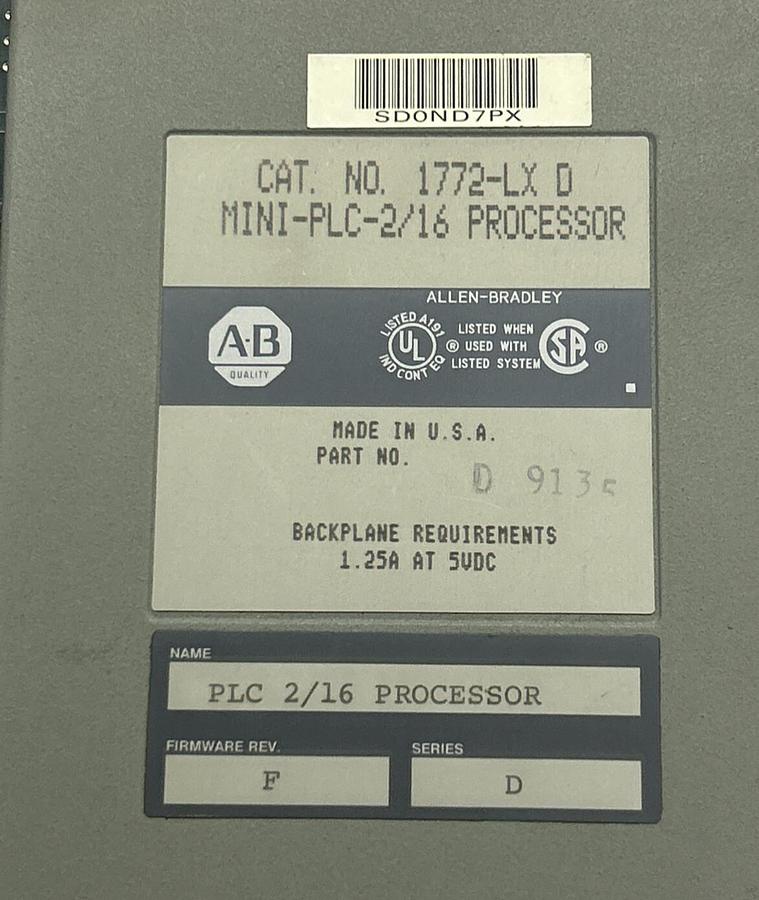 SD0ND7PX
CAT. NO. 1772-LX D
MINI-PLC-2/16 PROCESSOR
ALLEN-BRADLEY
A-B
QUALITY
LISTED A191
UL
IND CONT EQ
®
LISTED WHEN
USED WITH
LISTED SYSTEM
SA
®
MADE IN U.S.A.
PART NO.
D 913
BACKPLANE REQUIREMENTS
1.25A AT 5VDC
NAME
PLC 2/16 PROCESSOR
FIRMWARE REV.
SERIES
F
D